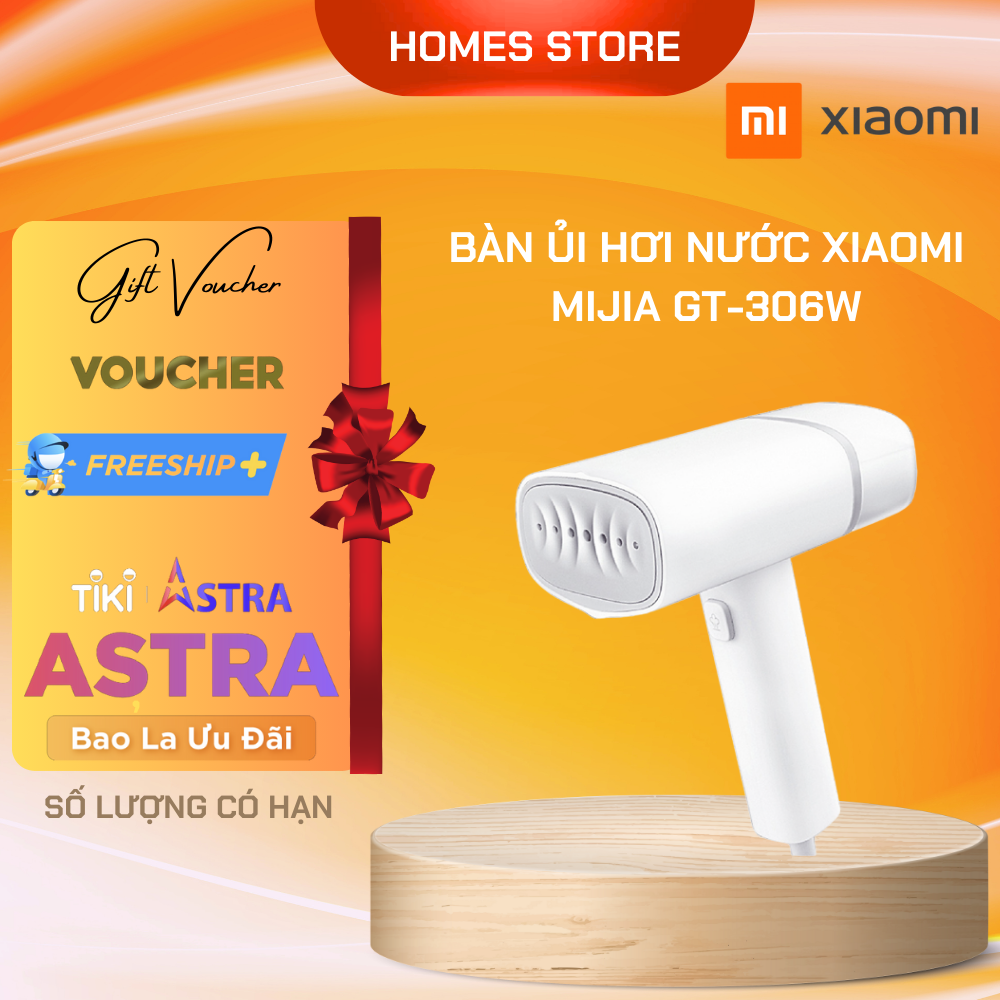 HOMES STORE
mi xiaomi
BÀN ỦI HƠI NƯỚC XIAOMI
MIJIA GT-306W
Gift Voucher
VOUCHER
FREESHIP+
TIKI ASTRA
ASTRA
Bao La Ưu Đãi
SỐ LƯỢNG CÓ HẠN